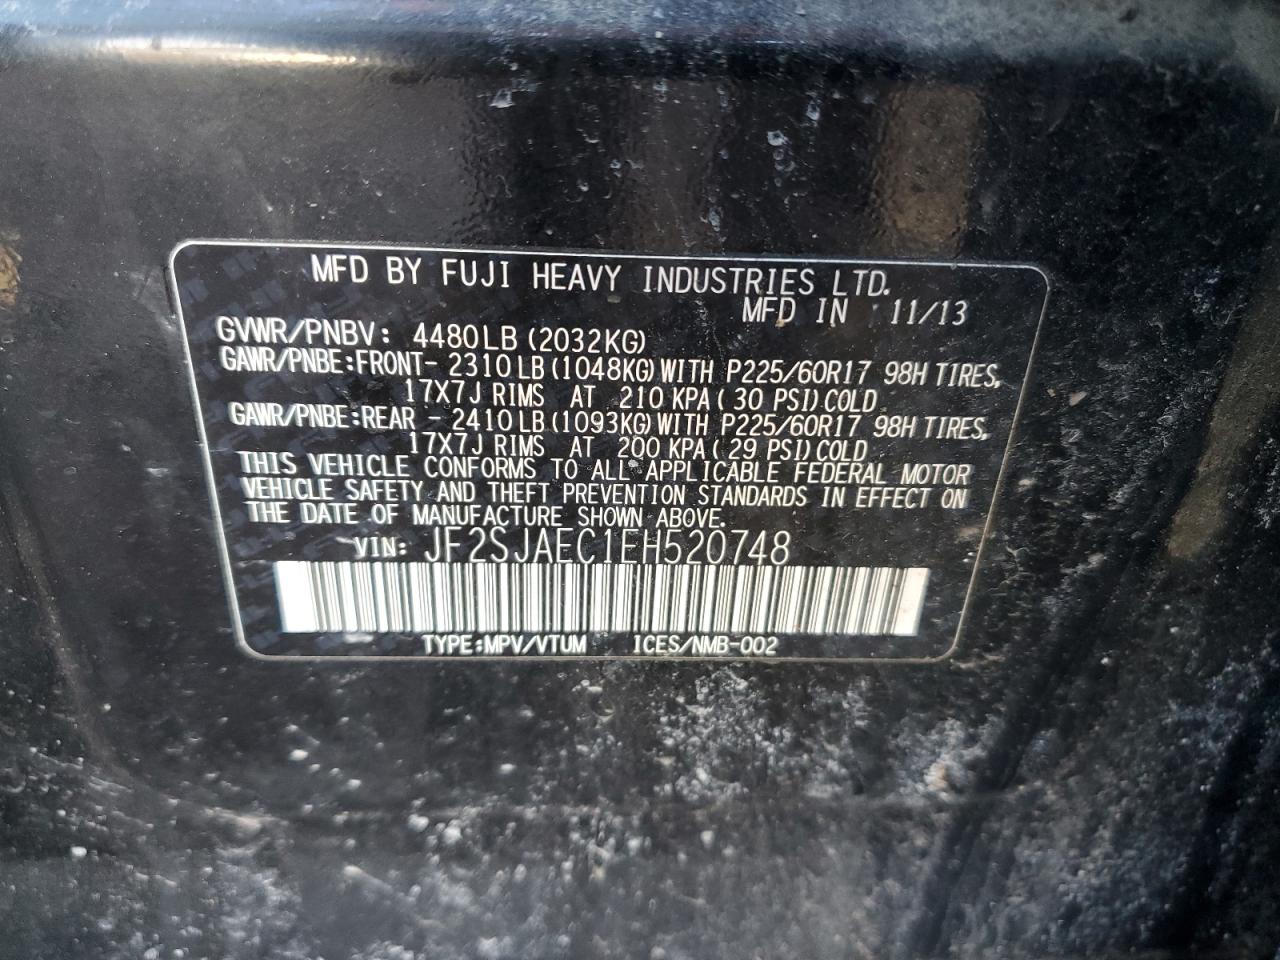 MFD BY FUJI HEAVY INDUSTRIES LTD.
MFD IN 11/13
GVWR/PNBV: 4480LB (2032KG)
GAWR/PNBE:FRONT- 2310LB (1048KG) WITH P225/60R17 98H TIRES,
17X7J RIMS AT 210 KPA ( 30 PSI) COLD
GAWR/PNBE:REAR - 2410LB (1093KG) WITH P225/60R17 98H TIRES,
17X7J RIMS AT 200 KPA ( 29 PSI) COLD
THIS VEHICLE CONFORMS TO ALL APPLICABLE FEDERAL MOTOR
VEHICLE SAFETY AND THEFT PREVENTION STANDARDS IN EFFECT ON
THE DATE OF MANUFACTURE SHOWN ABOVE.
VIN: JF2SJAEC1EH520748
TYPE:MPV/VTUM ICES/NMB-002